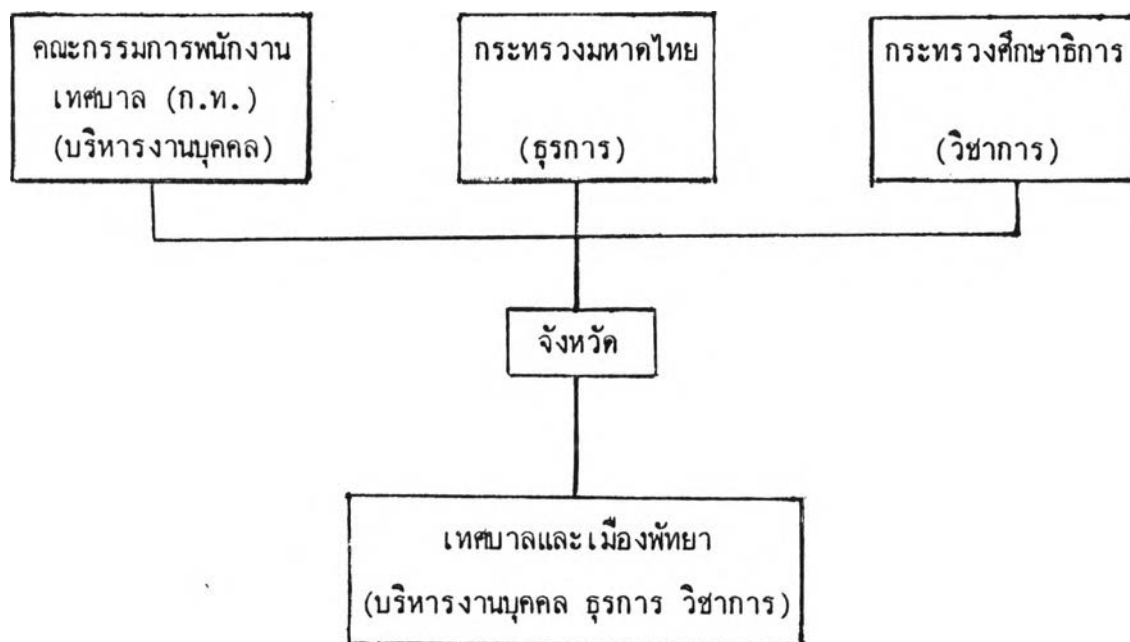 คณะกรรมการพนักงาน
เทศบาล (ก.ท.)
(บริหารงานบุคคล)
กระทรวงมหาดไทย
(ธุรการ)
กระทรวงศึกษาธิการ
(วิชาการ)
จังหวัด
เทศบาลและเมืองพัทยา
(บริหารงานบุคคล ธุรการ วิชาการ)